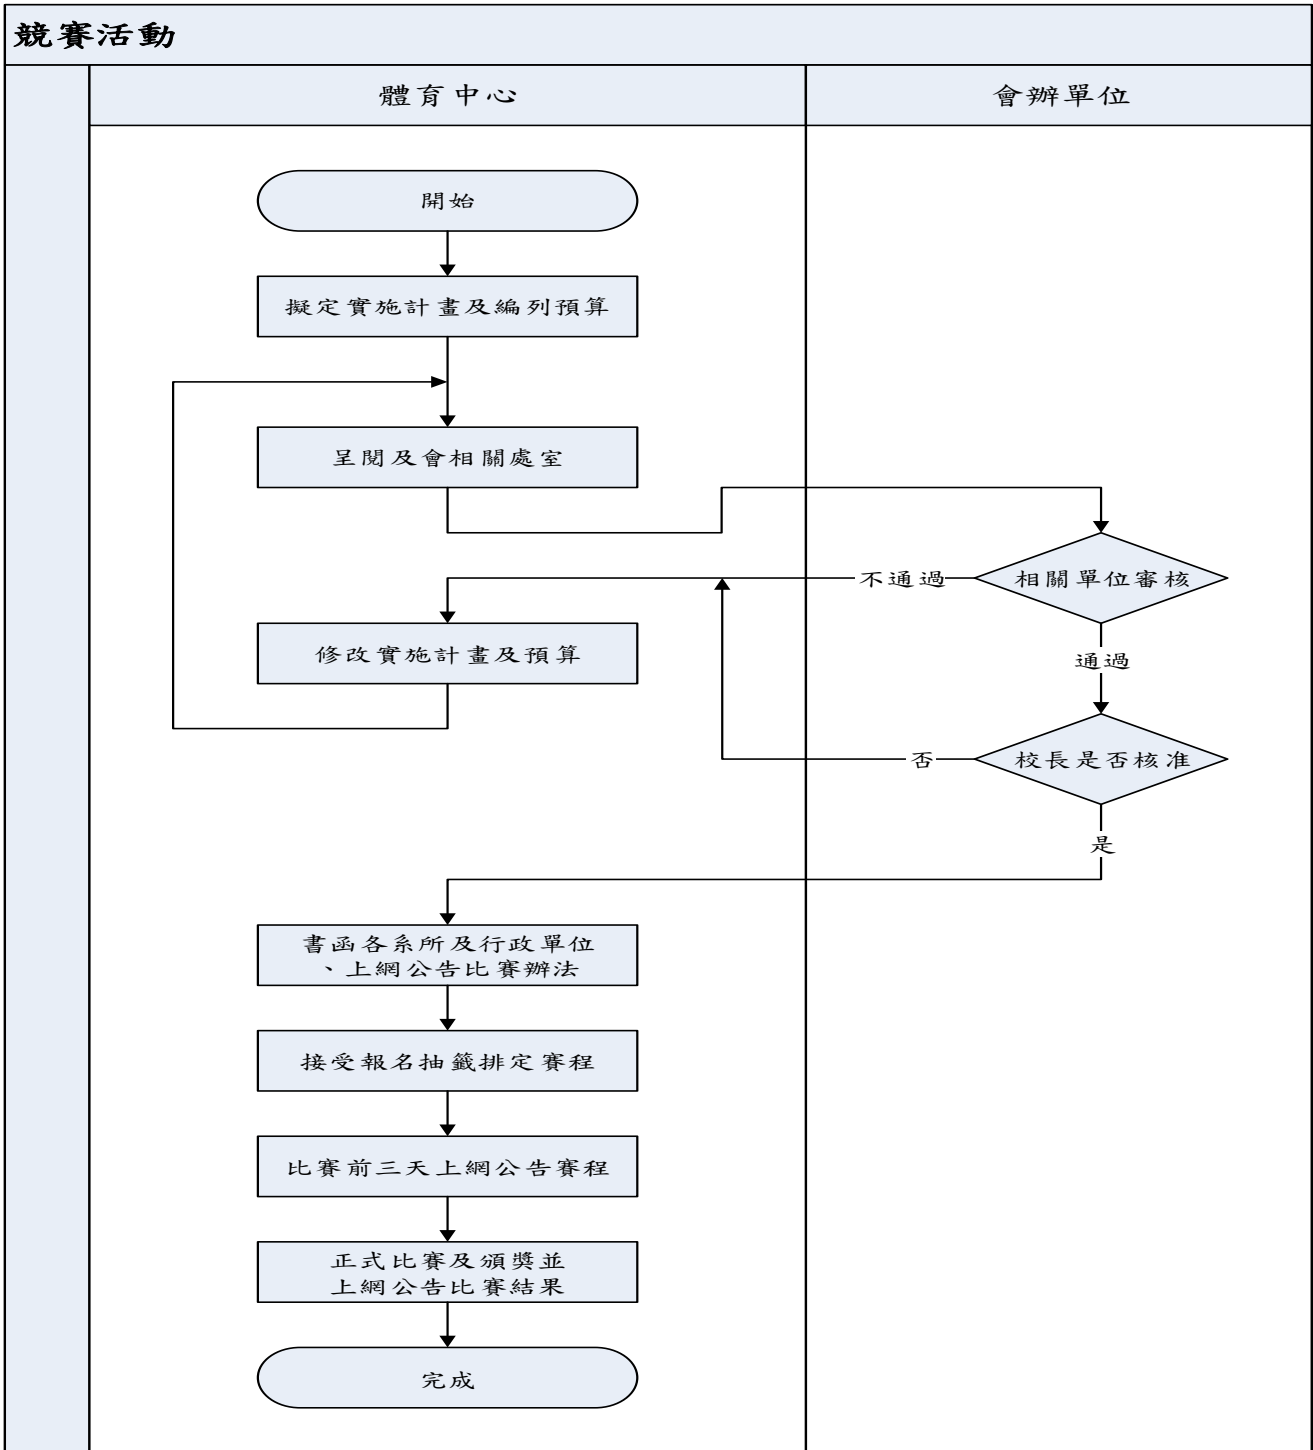 競賽活動
體育中心
會辦單位
開始
擬定實施計畫及編列預算
呈閱及會相關處室
相關單位審核
不通過
修改實施計畫及預算
通過
校長是否核准
否
是
書函各系所及行政單位
、上網公告比賽辦法
接受報名抽籤排定賽程
比賽前三天上網公告賽程
正式比賽及頒獎並
上網公告比賽結果
完成